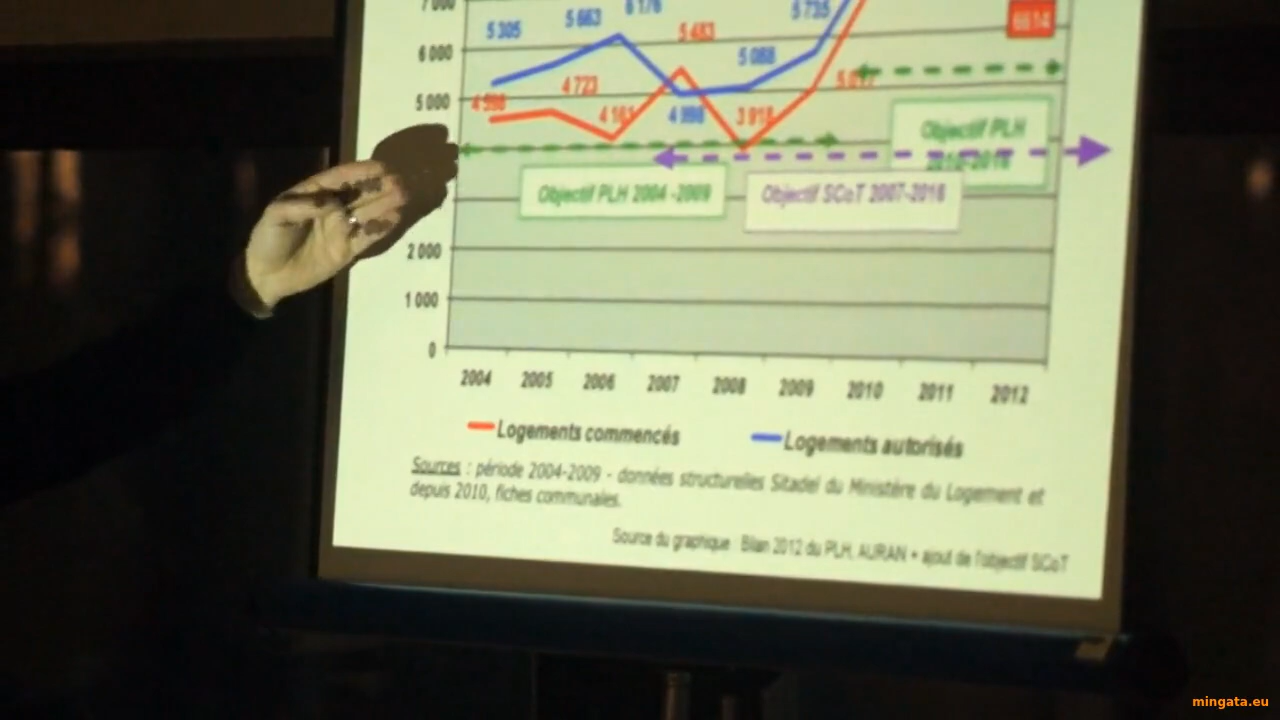 7 000
5 305
5 663
6 176
5 483
5 735
6614
6 000
5 088
4 723
5 000
4 161
4 998
3 918
Objectif PLH
2010-2016
Objectif PLH 2004 -2009
Objectif SCoT 2007-2016
2 000
1 000
0
2004 2005 2006 2007 2008 2009 2010 2011 2012
Logements commencés Logements autorisés
Sources : période 2004-2009 - données structurelles Sitadel du Ministère du Logement et
depuis 2010, fiches communales.
Source du graphique : Bilan 2012 du PLH, AURAN + ajout de l'objectif SCoT
mingata.eu